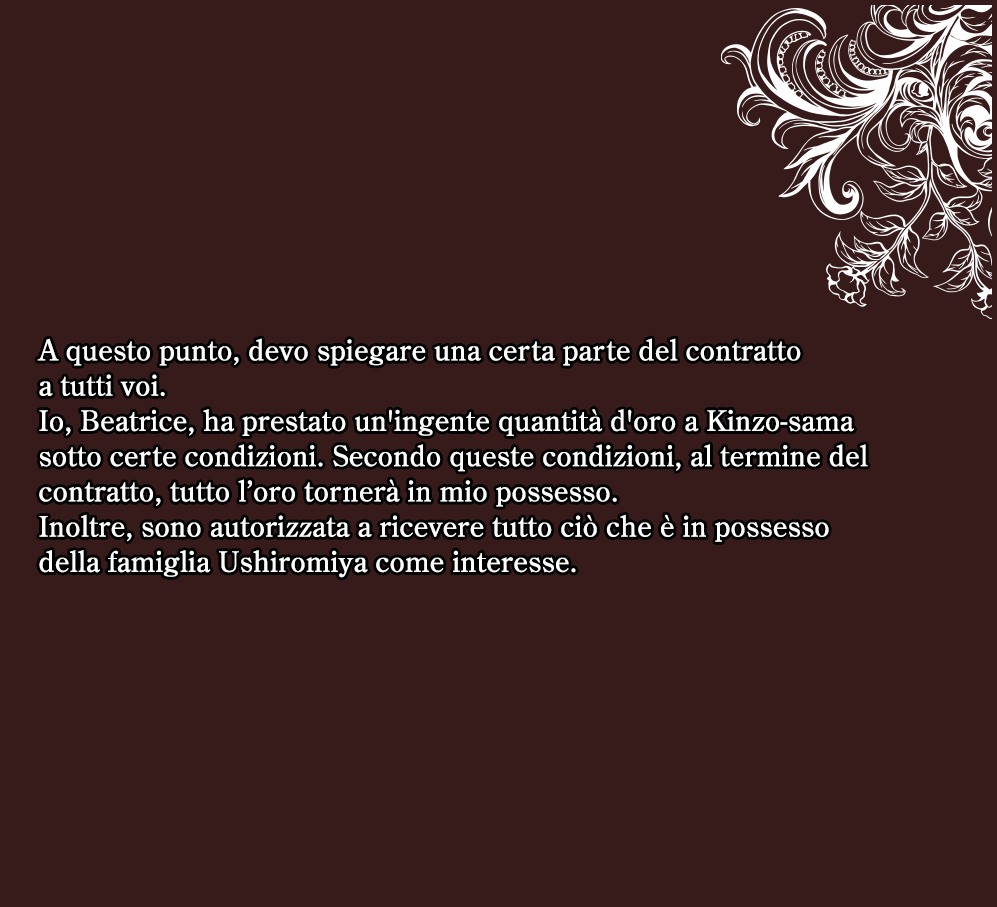 A questo punto, devo spiegare una certa parte del contratto
a tutti voi.
Io, Beatrice, ha prestato un'ingente quantità d'oro a Kinzo-sama
sotto certe condizioni. Secondo queste condizioni, al termine del
contratto, tutto l’oro tornerà in mio possesso.
Inoltre, sono autorizzata a ricevere tutto ciò che è in possesso
della famiglia Ushiromiya come interesse.